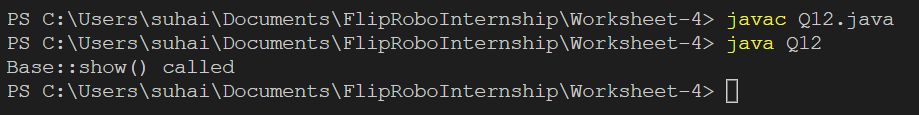 PS C:\Users\suhai\Documents\FlipRoboInternship\Worksheet-4> javac Q12.java
PS C:\Users\suhai\Documents\FlipRoboInternship\Worksheet-4> java Q12
Base::show() called
PS C:\Users\suhai\Documents\FlipRoboInternship\Worksheet-4>